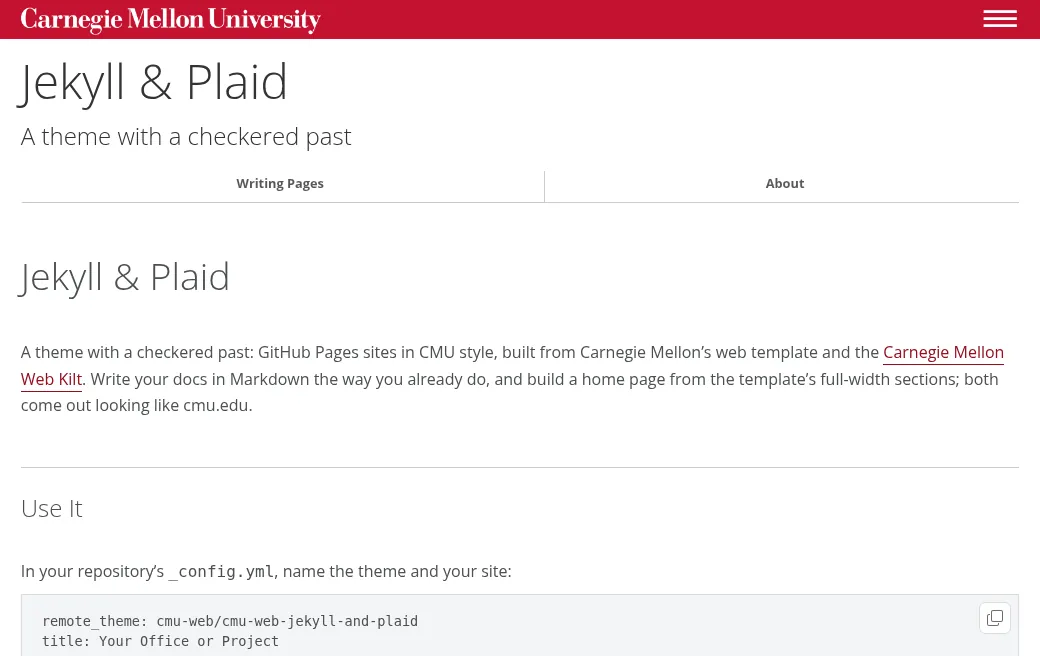 Carnegie Mellon University
Jekyll & Plaid
A theme with a checkered past
Writing Pages
About
Jekyll & Plaid
A theme with a checkered past: GitHub Pages sites in CMU style, built from Carnegie Mellon’s web template and the Carnegie Mellon
Web Kilt. Write your docs in Markdown the way you already do, and build a home page from the template’s full-width sections; both
come out looking like cmu.edu.
Use It
In your repository’s _config.yml, name the theme and your site:
remote_theme: cmu-web/cmu-web-jekyll-and-plaid
title: Your Office or Project